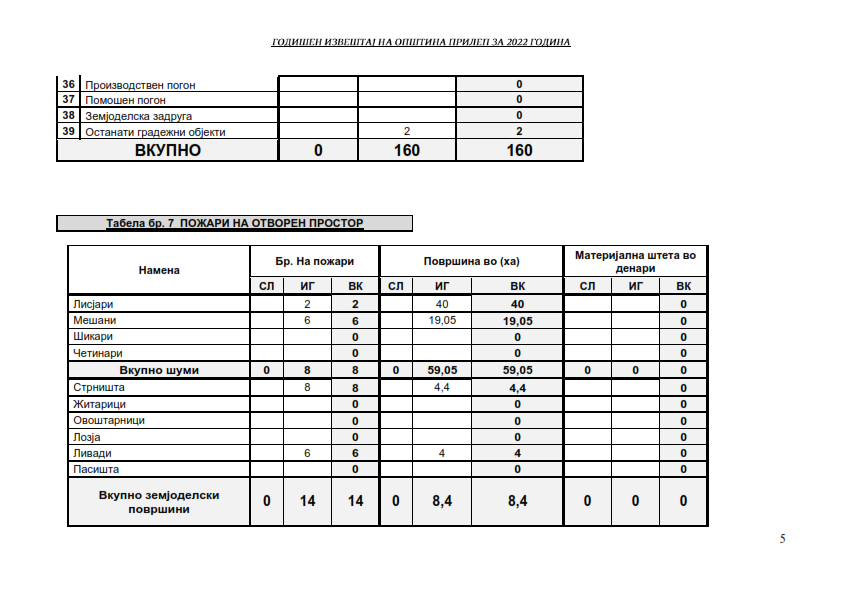 ГОДИШЕН ИЗВЕШТАЈ НА ОПШТИНА ПРИЛЕП ЗА 2022 ГОДИНА
36 Производствен погон 0
37 Помошен погон 0
38 Земјоделска задруга 0
39 Останати градежни објекти 2 2
ВКУПНО 0 160 160
Табела бр. 7 ПОЖАРИ НА ОТВОРЕН ПРОСТОР
Намена Бр. На пожари Површина во (ха) Материјална штета во денари
СЛ ИГ ВК СЛ ИГ ВК СЛ ИГ ВК
Лисјари 2 2 40 40 0
Мешани 6 6 19,05 19,05 0
Шикари 0 0 0
Четинари 0 0 0
Вкупно шуми 0 8 8 0 59,05 59,05 0 0 0
Стрништа 8 8 4,4 4,4 0
Житарици 0 0 0
Овоштарници 0 0 0
Лозја 0 0 0
Ливади 6 6 4 4 0
Пасишта 0 0 0
Вкупно земјоделски површини 0 14 14 0 8,4 8,4 0 0 0
5